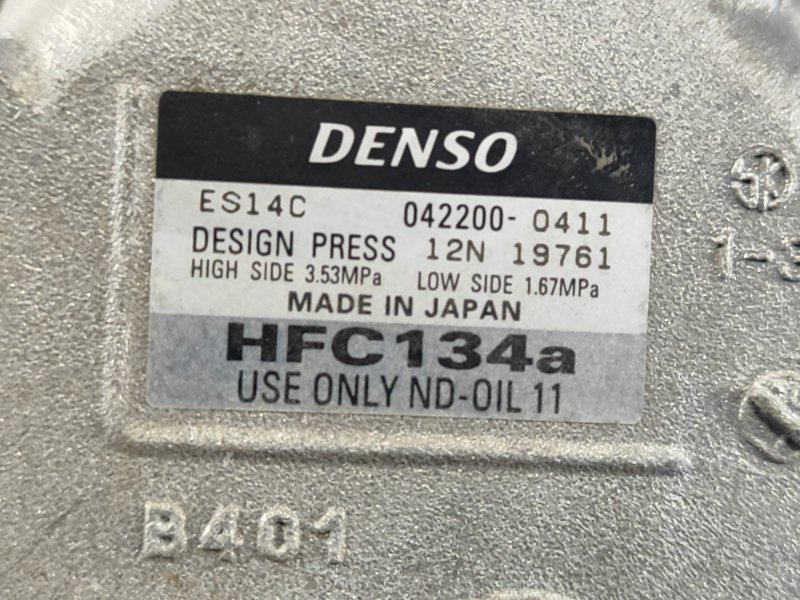 DENSO
ES14C 042200-0411
DESIGN PRESS 12N 19761
HIGH SIDE 3.53MPa LOW SIDE 1.67MPa
MADE IN JAPAN
HFC134a
USE ONLY ND-OIL 11
SK
B401